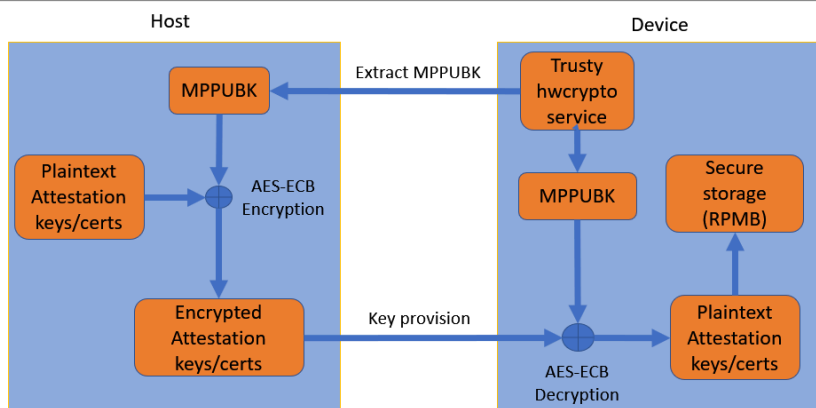 Host
Device
MPPUBK
Extract MPPUBK
Trusty
hwcrypto
service
Plaintext
Attestation
keys/certs
AES-ECB
Encryption
MPPUBK
Secure
storage
(RPMB)
Encrypted
Attestation
keys/certs
Key provision
AES-ECB
Decryption
Plaintext
Attestation
keys/certs